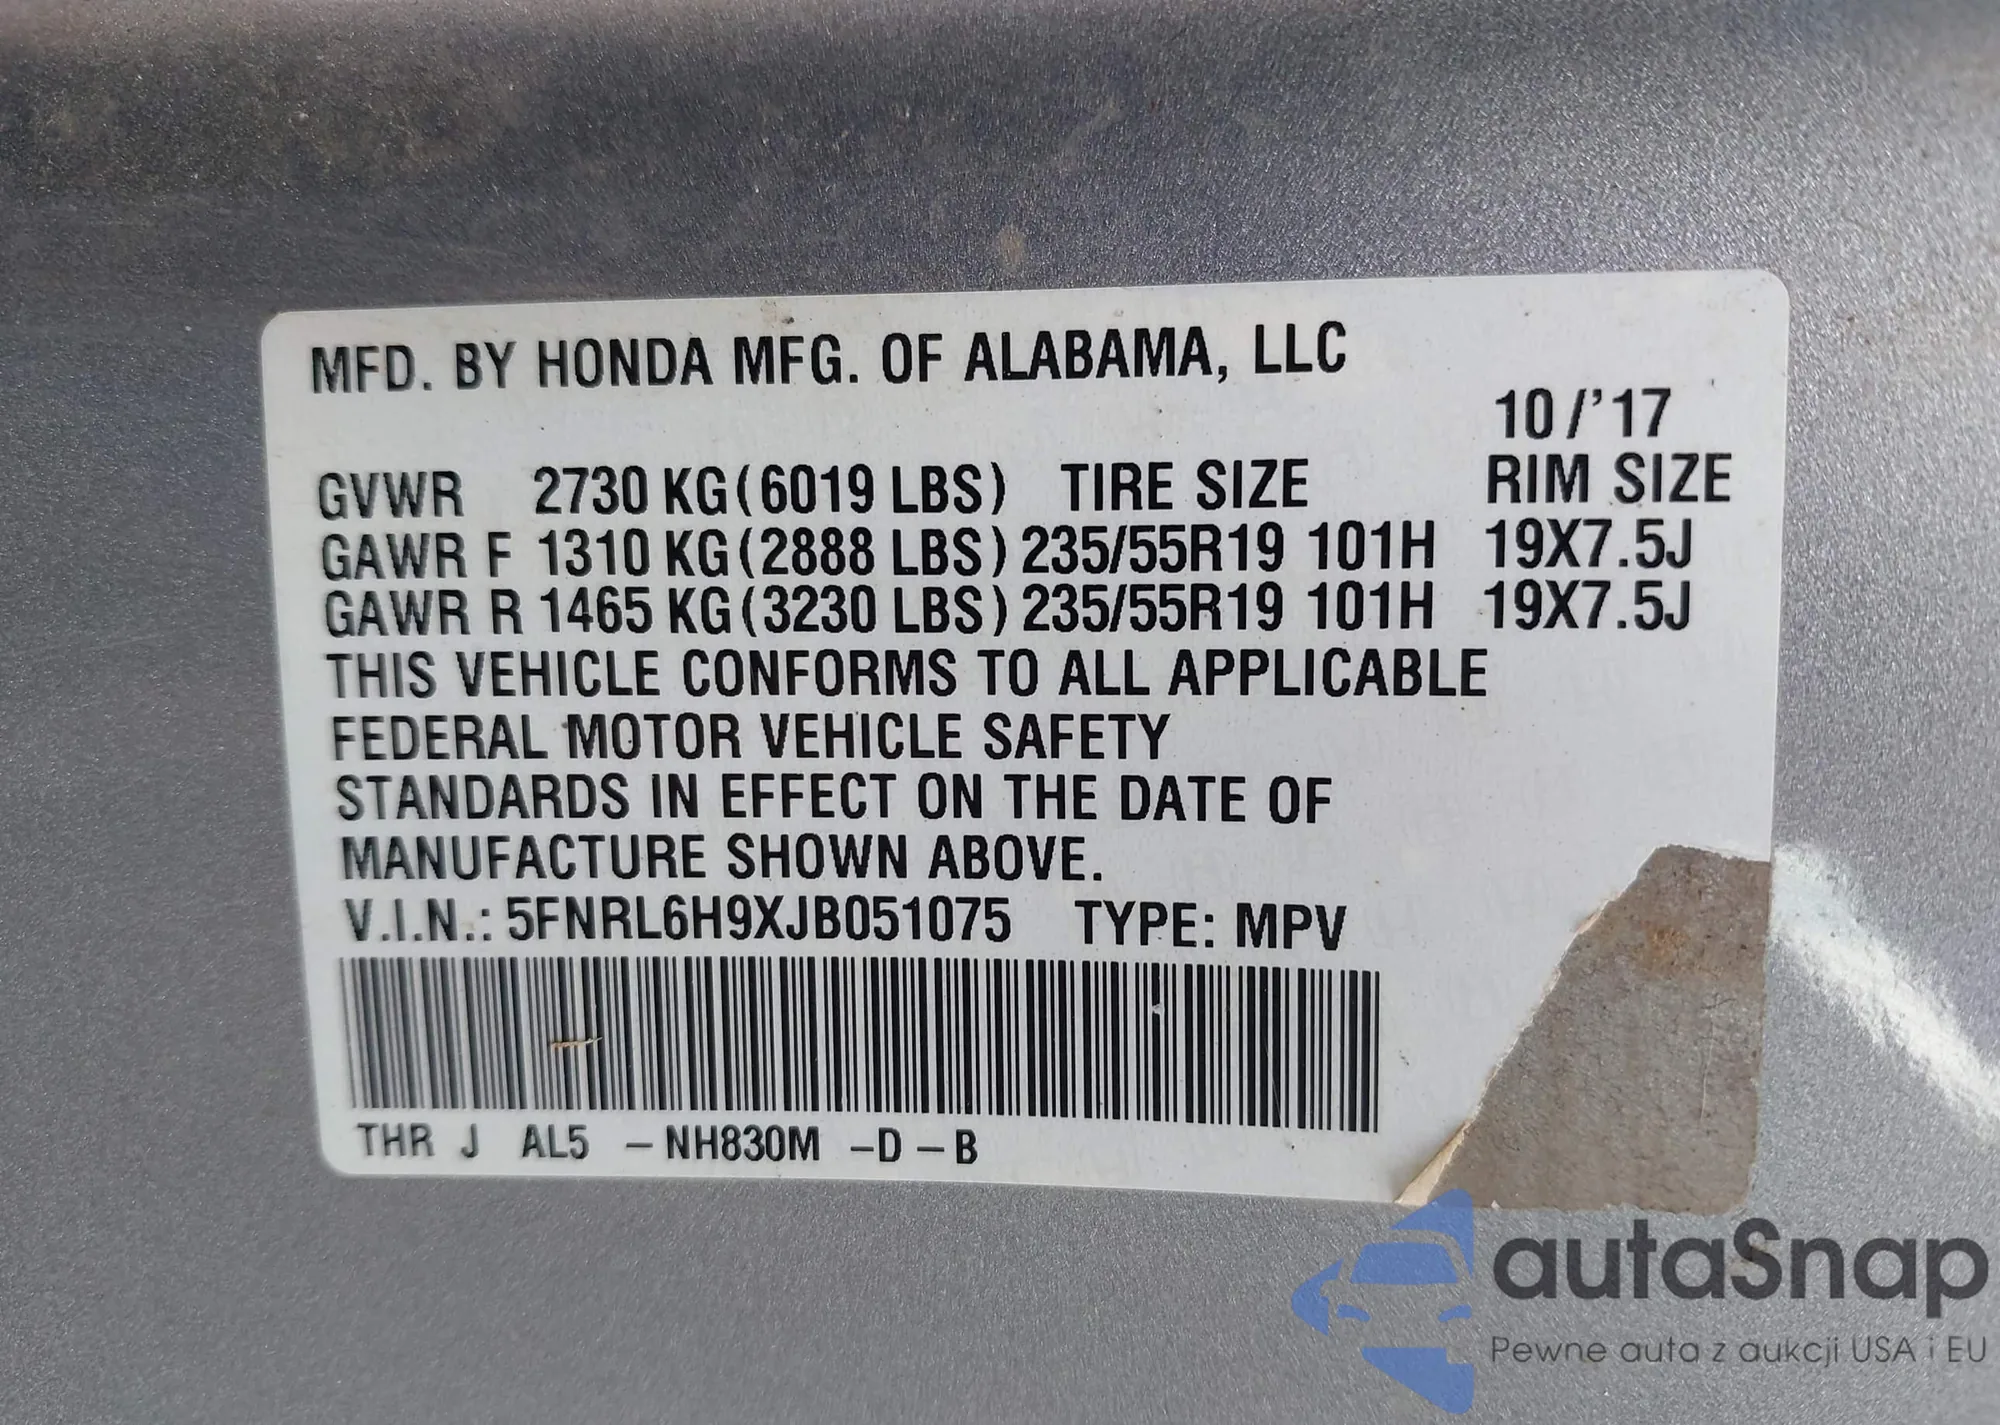 MFD. BY HONDA MFG. OF ALABAMA, LLC
10/'17
GVWR 2730 KG(6019 LBS) TIRE SIZE RIM SIZE
GAWR F 1310 KG(2888 LBS) 235/55R19 101H 19X7.5J
GAWR R 1465 KG(3230 LBS) 235/55R19 101H 19X7.5J
THIS VEHICLE CONFORMS TO ALL APPLICABLE
FEDERAL MOTOR VEHICLE SAFETY
STANDARDS IN EFFECT ON THE DATE OF
MANUFACTURE SHOWN ABOVE.
V.I.N.: 5FNRL6H9XJB051075 TYPE: MPV
THR J AL5 – NH830M – D – B
autaSnap
Pewne auta z aukcji USA i EU